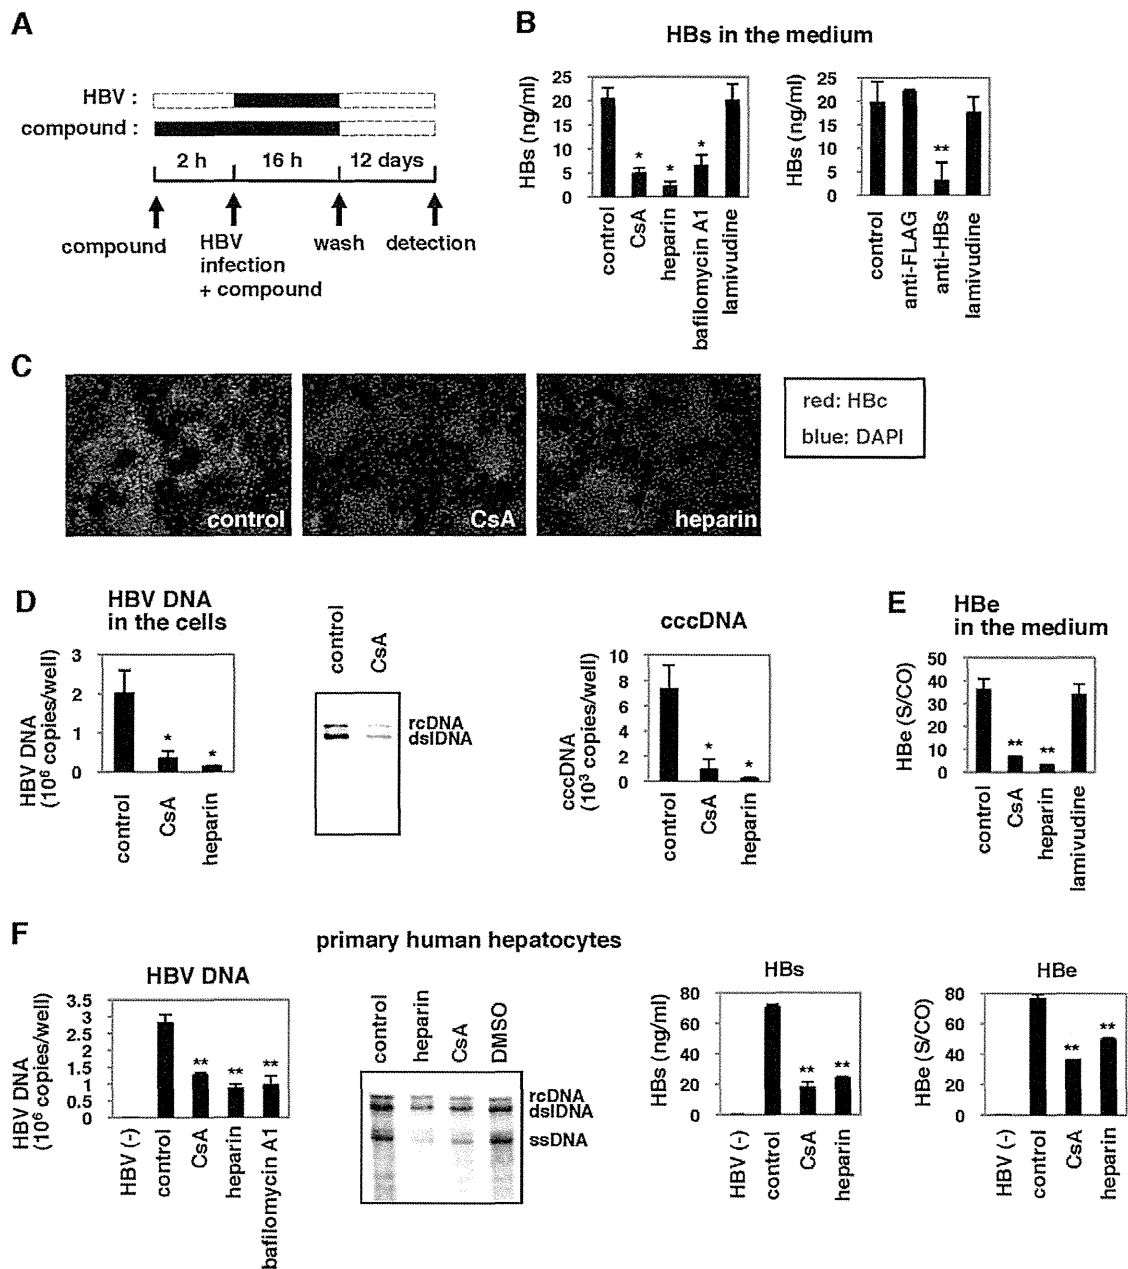 A
HBV :
compound :
2 h
16 h
12 days
compound
HBV
infection
+ compound
wash
detection
B
HBs in the medium
HBs (ng/ml)
25
20
15
10
5
0
control
CsA
heparin
bafilomycin A1
lamivudine
*
*
*
HBs (ng/ml)
25
20
15
10
5
0
control
anti-FLAG
anti-HBs
lamivudine
**
C
control
CsA
heparin
red: HBc
blue: DAPI
D
HBV DNA
in the cells
HBV DNA
(10⁶ copies/well)
3
2
1
0
*
*
control
CsA
heparin
control
CsA
rcDNA
dslDNA
cccDNA
cccDNA
(10³ copies/well)
10
8
6
4
2
0
*
*
control
CsA
heparin
E
HBe
in the medium
HBe (S/CO)
50
40
30
20
10
0
**
**
control
CsA
heparin
lamivudine
F
primary human hepatocytes
HBV DNA
HBV DNA
(10⁶ copies/well)
3.5
3
2.5
2
1.5
1
0.5
0
**
**
**
HBV (-)
control
CsA
heparin
bafilomycin A1
control
heparin
CsA
DMSO
rcDNA
dslDNA
ssDNA
HBs
HBs (ng/ml)
80
60
40
20
0
**
**
HBV (-)
control
CsA
heparin
HBe
HBe (S/CO)
80
60
40
20
0
**
**
HBV (-)
control
CsA
heparin